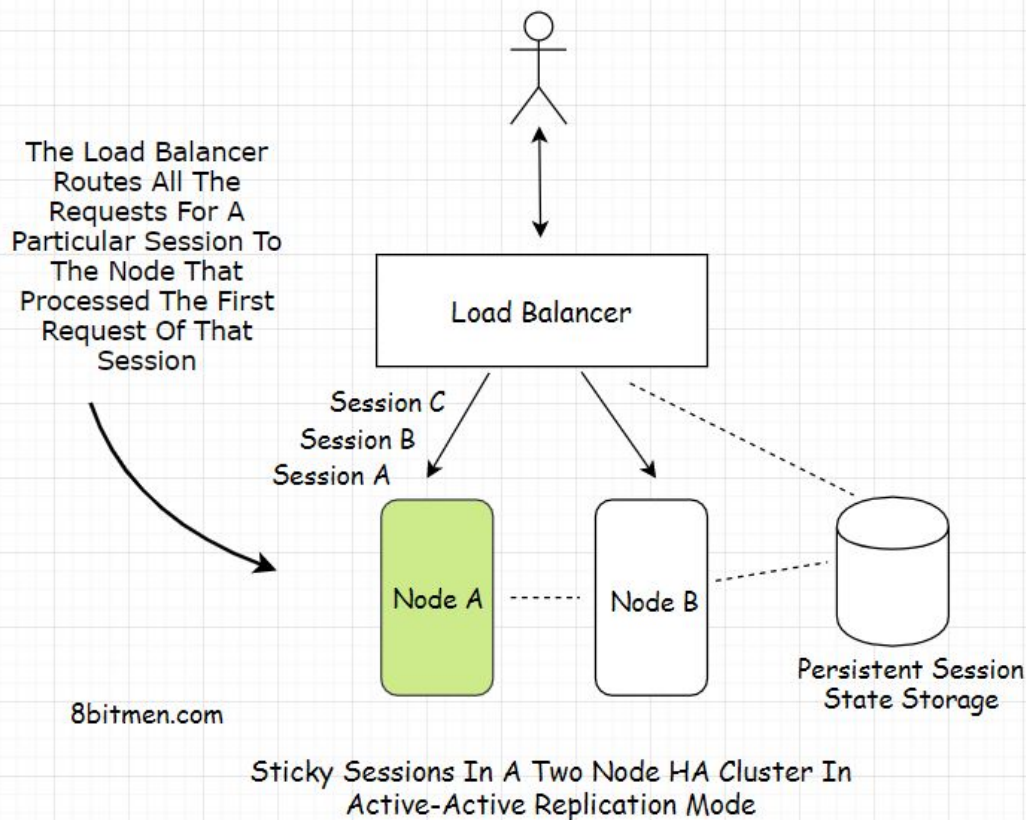 The Load Balancer
Routes All The
Requests For A
Particular Session To
The Node That
Processed The First
Request Of That
Session
Load Balancer
Session C
Session B
Session A
Node A
Node B
Persistent Session
State Storage
8bitmen.com
Sticky Sessions In A Two Node HA Cluster In
Active-Active Replication Mode